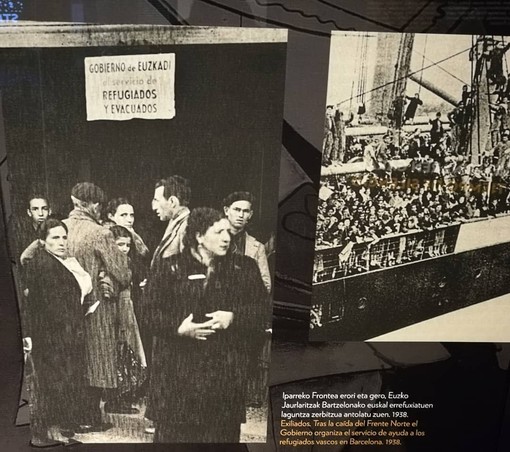 GOBIERNO de EUZKADI
al servicio de
REFUGIADOS
Y EVACUADOS
Iparreko Frontea erori eta gero, Euzko
Jaurlaritzak Bartzelonako euskal errefuxiatuen
laguntza zerbitzua antolatu zuen. 1938.
Exiliados. Tras la caída del Frente Norte el
Gobierno organiza el servicio de ayuda a los
refugiados vascos en Barcelona. 1938.